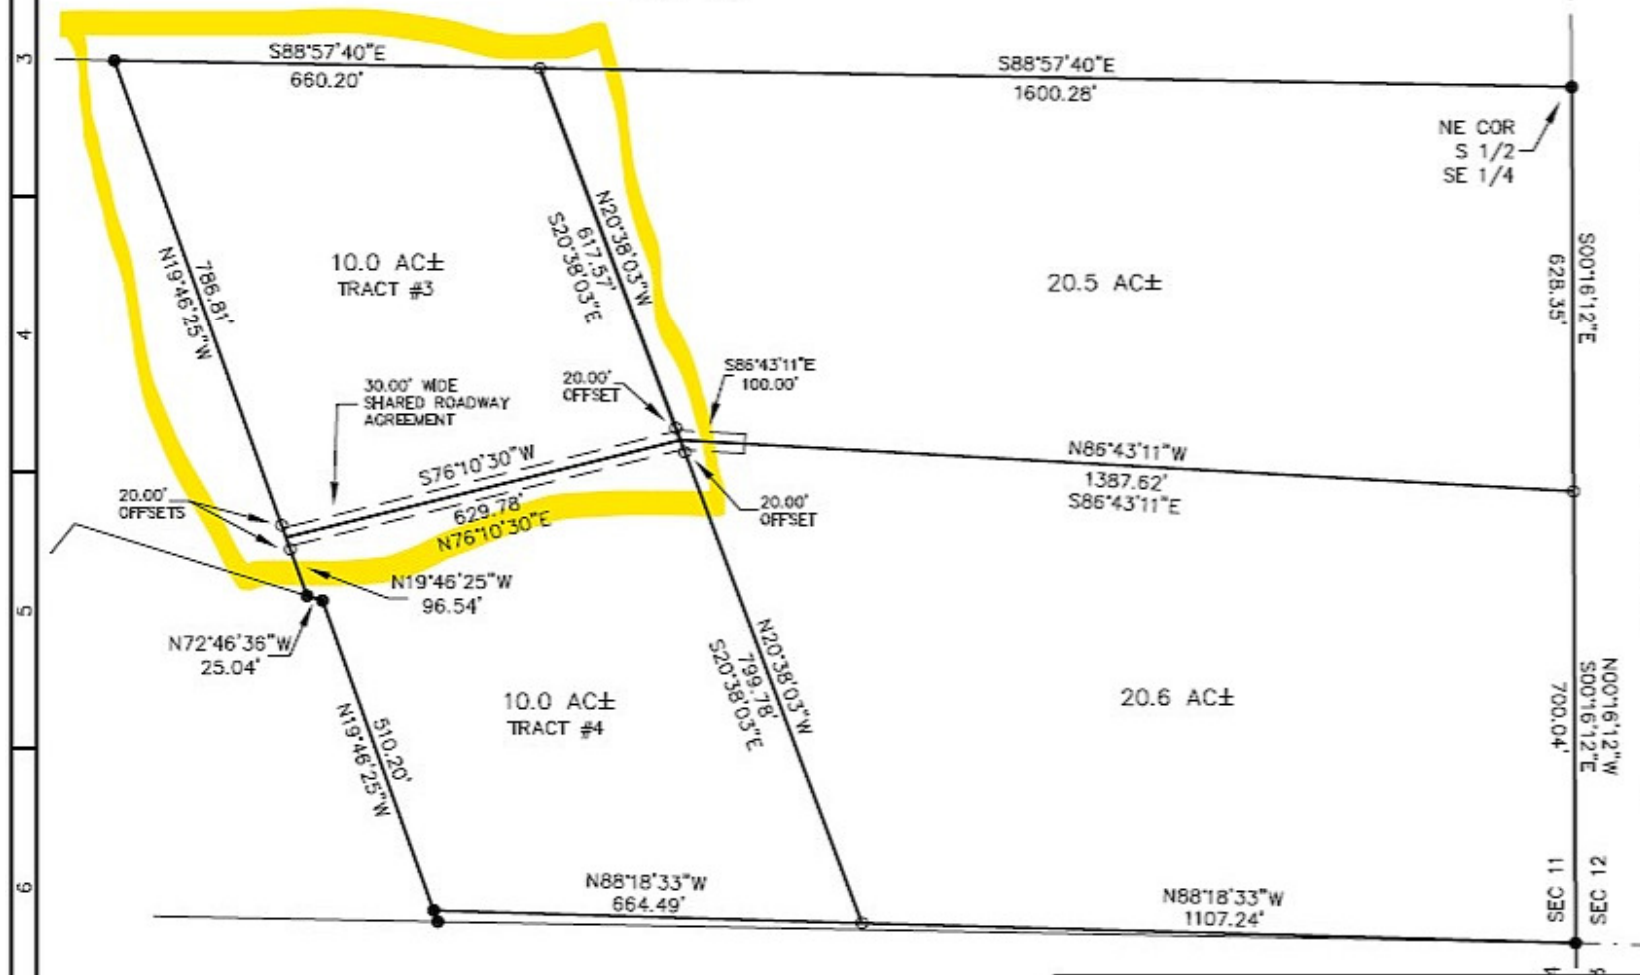 3
S88°57'40"E
660.20'
S88°57'40"E
1600.28'
NE COR
S 1/2
SE 1/4
N20°38'03"W
617.57'
S20°38'03"E
786.81'
N19°46'25"W
10.0 AC±
TRACT #3
20.5 AC±
S00°16'12"E
628.35'
4
30.00' WIDE
SHARED ROADWAY
AGREEMENT
20.00'
OFFSET
S86°43'11"E
100.00'
S76°10'30"W
629.78'
N76°10'30"E
N86°43'11"W
1387.62'
S86°43'11"E
20.00'
OFFSETS
20.00'
OFFSET
5
N19°46'25"W
96.54'
N72°46'36"W
25.04'
10.0 AC±
TRACT #4
N20°38'03"W
799.78'
S20°38'03"E
20.6 AC±
N00°16'12"W
S00°16'12"E
700.04'
510.20'
N19°46'25"W
6
N88°18'33"W
664.49'
N88°18'33"W
1107.24'
SEC 11
SEC 12